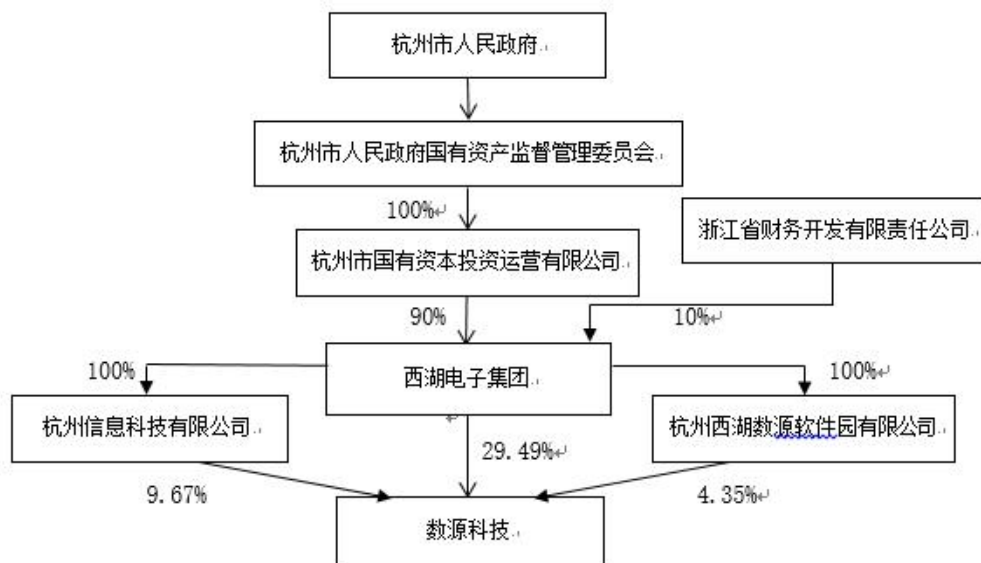 杭州市人民政府
杭州市人民政府国有资产监督管理委员会
100%
浙江省财务开发有限责任公司
杭州市国有资本投资运营有限公司
90%
10%
西湖电子集团
100%
100%
杭州信息科技有限公司
杭州西湖数源软件园有限公司
29.49%
9.67%
4.35%
数源科技